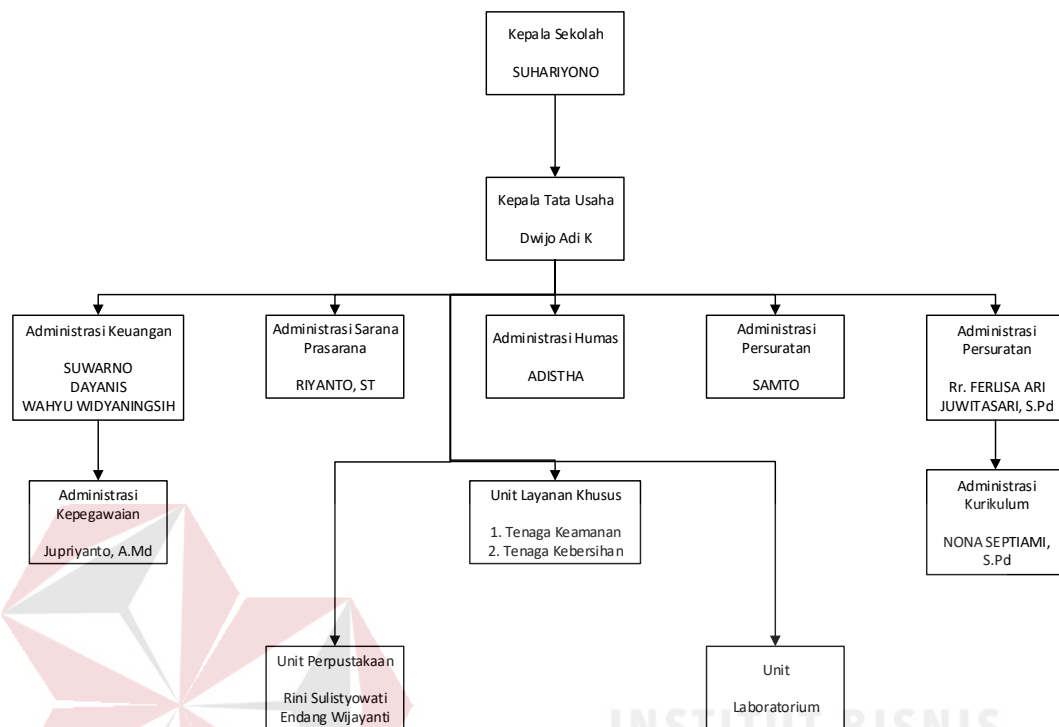 Kepala Sekolah
SUHARIYONO
Kepala Tata Usaha
Dwijo Adi K
Administrasi Keuangan
SUWARNO
DAYANIS
WAHYU WIDYANINGSIH
Administrasi Sarana
Prasarana
RIYANTO, ST
Administrasi Humas
ADISTHA
Administrasi
Persuratan
SAMTO
Administrasi
Persuratan
Rr. FERLISA ARI
JUWITASARI, S.Pd
Administrasi
Kepegawaian
Jupriyanto, A.Md
Unit Layanan Khusus
1. Tenaga Keamanan
2. Tenaga Kebersihan
Administrasi
Kurikulum
NONA SEPTIAMI,
S.Pd
Unit Perpustakaan
Rini Sulistyowati
Endang Wijayanti
Unit
Laboratorium
INSTITUT BISNIS